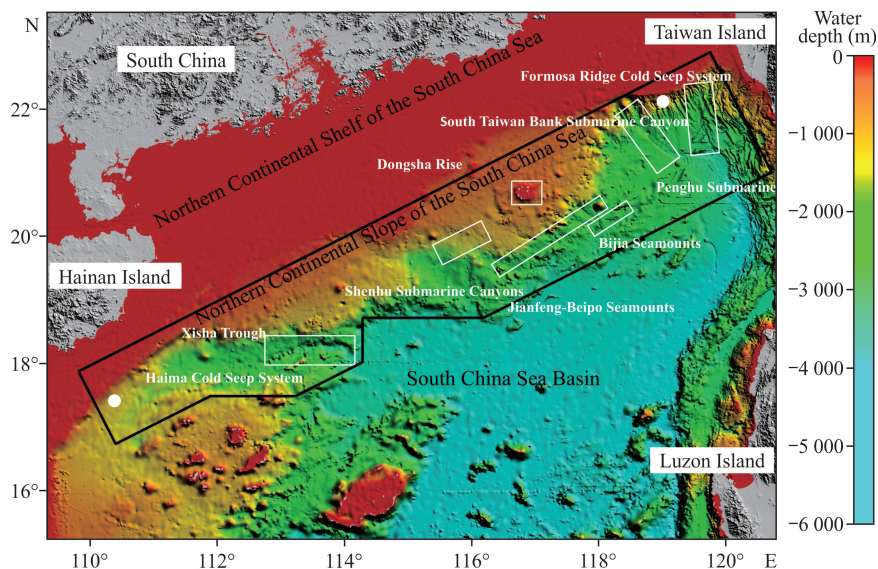 N
Water
depth (m)
Taiwan Island
South China
0
Formosa Ridge Cold Seep System
22°
−1 000
South Taiwan Bank Submarine Canyon
Northern Continental Shelf of the South China Sea
Dongsha Rise
Penghu Submarine
−2 000
20°
Northern Continental Slope of the South China Sea
Bijia Seamounts
Hainan Island
Shenhu Submarine Canyons
−3 000
Jianfeng-Beipo Seamounts
Xisha Trough
18°
Haima Cold Seep System
South China Sea Basin
−4 000
Luzon Island
16°
−5 000
−6 000
110°
112°
114°
116°
118°
120°
E